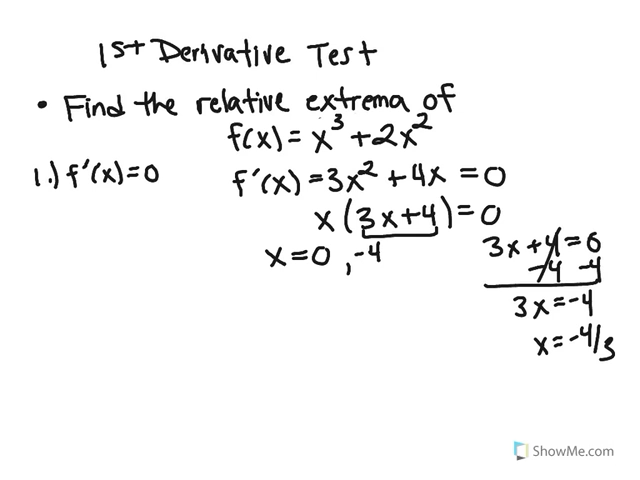 1st Derivative Test
• Find the relative extrema of
f(x) = x³ + 2x²
1.) f'(x) = 0
f'(x) = 3x² + 4x = 0
x (3x + 4) = 0
x = 0 , -4
3x + 4 = 0
-4 -4
3x = -4
x = -4/3
ShowMe.com